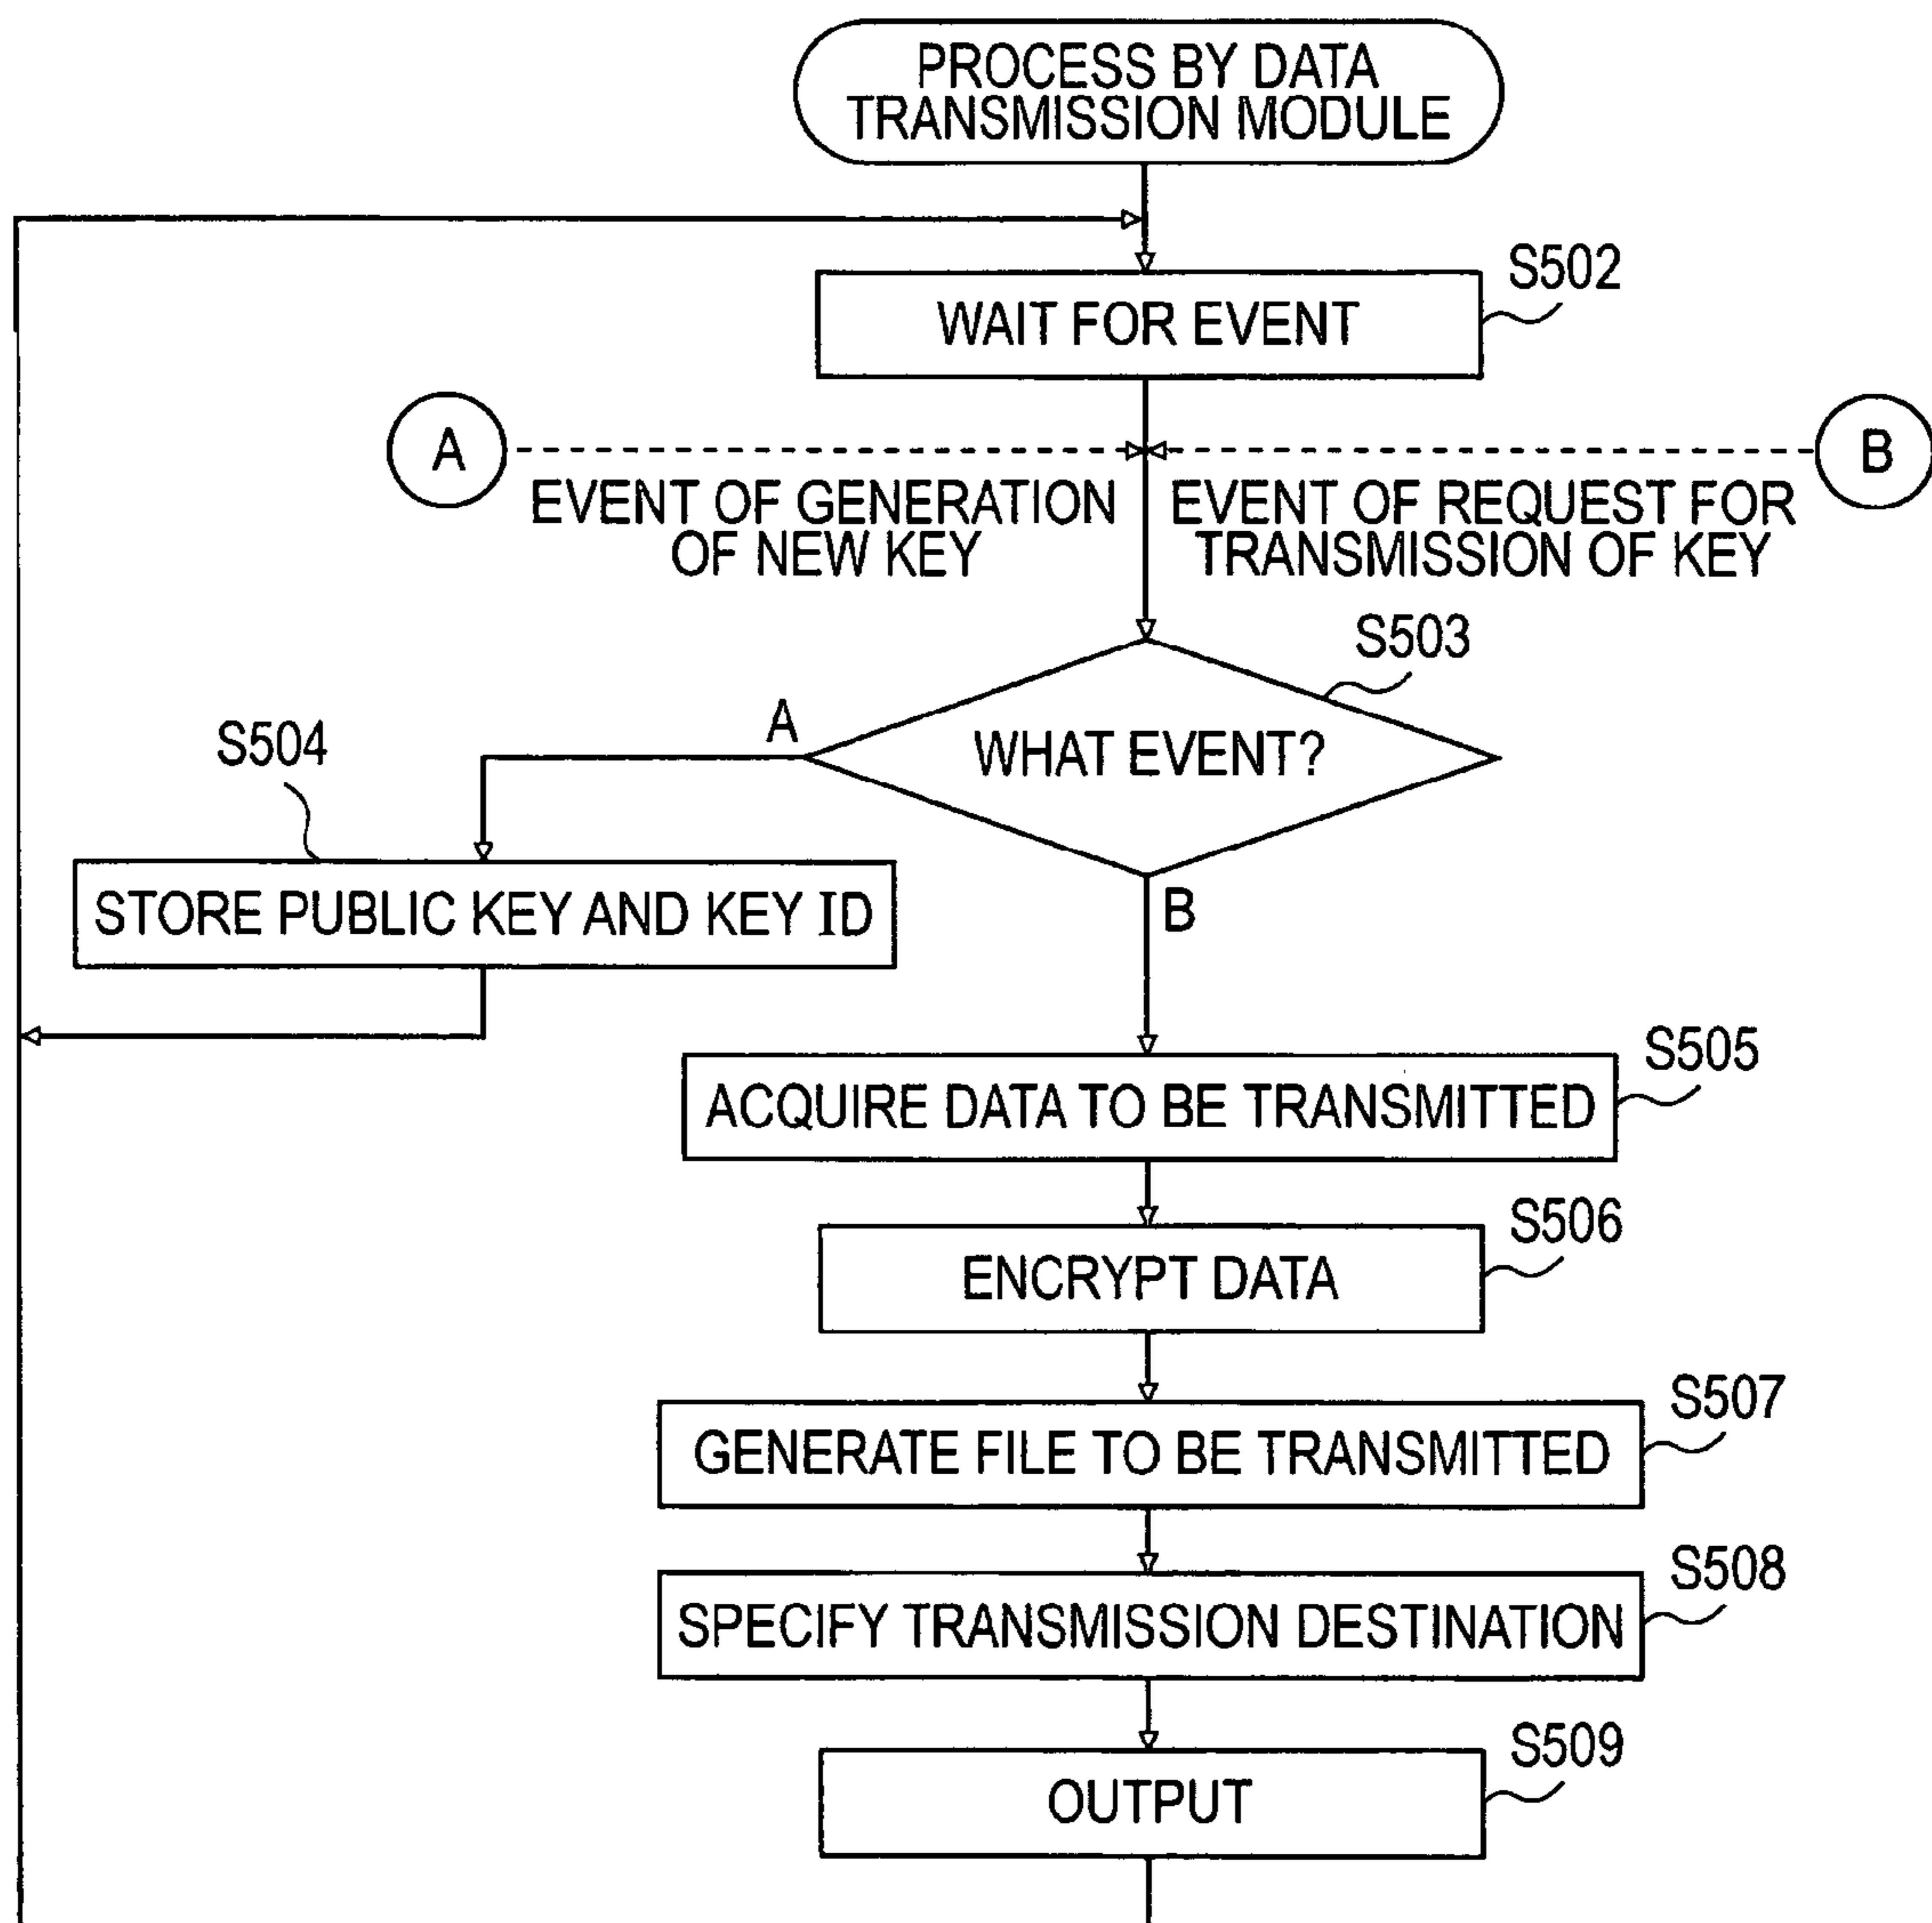 PROCESS BY DATA
TRANSMISSION MODULE
S502
WAIT FOR EVENT
A
B
EVENT OF GENERATION
OF NEW KEY
EVENT OF REQUEST FOR
TRANSMISSION OF KEY
S503
WHAT EVENT?
A
S504
STORE PUBLIC KEY AND KEY ID
B
S505
ACQUIRE DATA TO BE TRANSMITTED
S506
ENCRYPT DATA
S507
GENERATE FILE TO BE TRANSMITTED
S508
SPECIFY TRANSMISSION DESTINATION
S509
OUTPUT